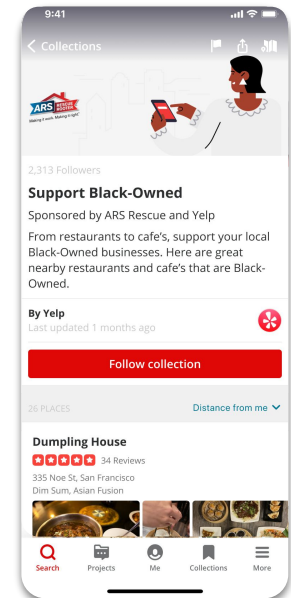 9:41
Collections
ARS RESCUE ROOTER
Making it work. Making it right.
2,313 Followers
Support Black-Owned
Sponsored by ARS Rescue and Yelp
From restaurants to cafe's, support your local
Black-Owned businesses. Here are great
nearby restaurants and cafe's that are Black-
Owned.
By Yelp
Last updated 1 months ago
Follow collection
26 PLACES
Distance from me
Dumpling House
34 Reviews
335 Noe St, San Francisco
Dim Sum, Asian Fusion
Search
Projects
Me
Collections
More